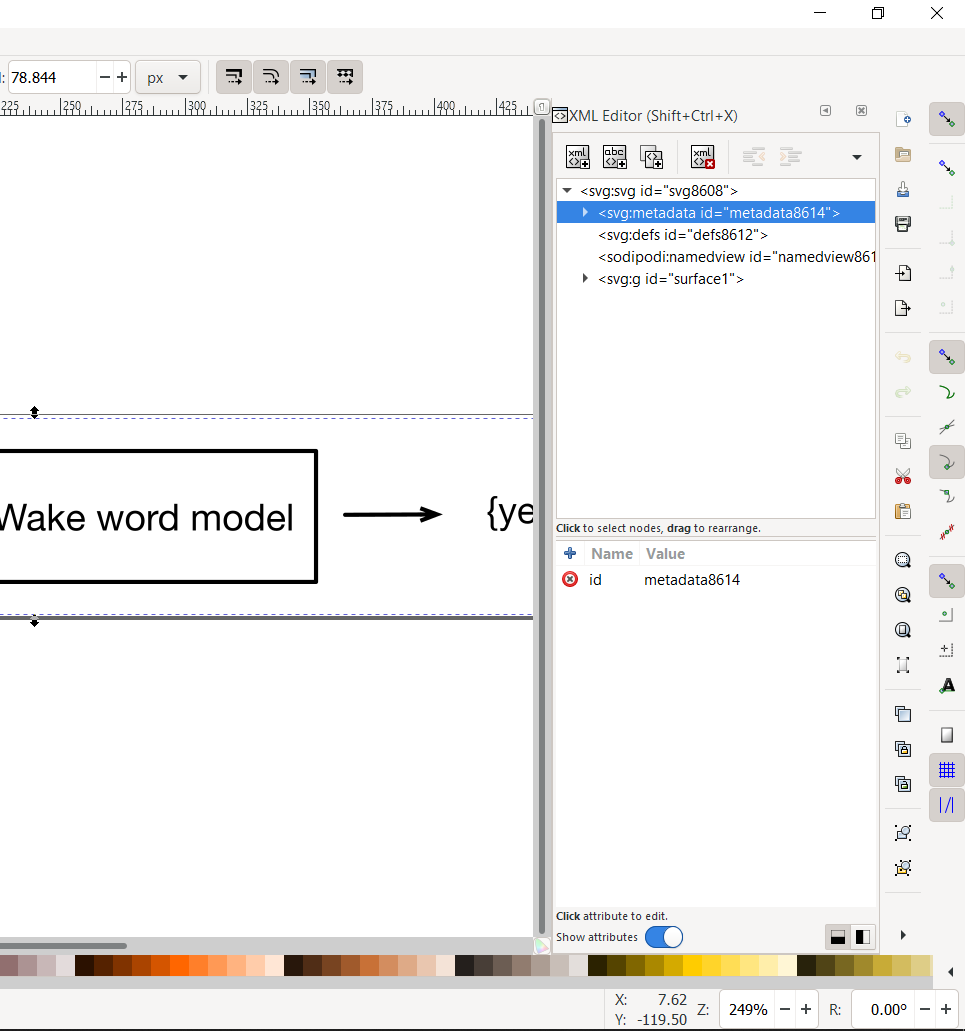 78.844
px
225 250 275 300 325 350 375 400 425
XML Editor (Shift+Ctrl+X)
<svg:svg id="svg8608">
<svg:metadata id="metadata8614">
<svg:defs id="defs8612">
<sodipodi:namedview id="namedview861
<svg:g id="surface1">
Wake word model
{ye
Click to select nodes, drag to rearrange.
Name Value
id metadata8614
Click attribute to edit.
Show attributes
X: 7.62
Y: -119.50
Z: 249%
R: 0.00°